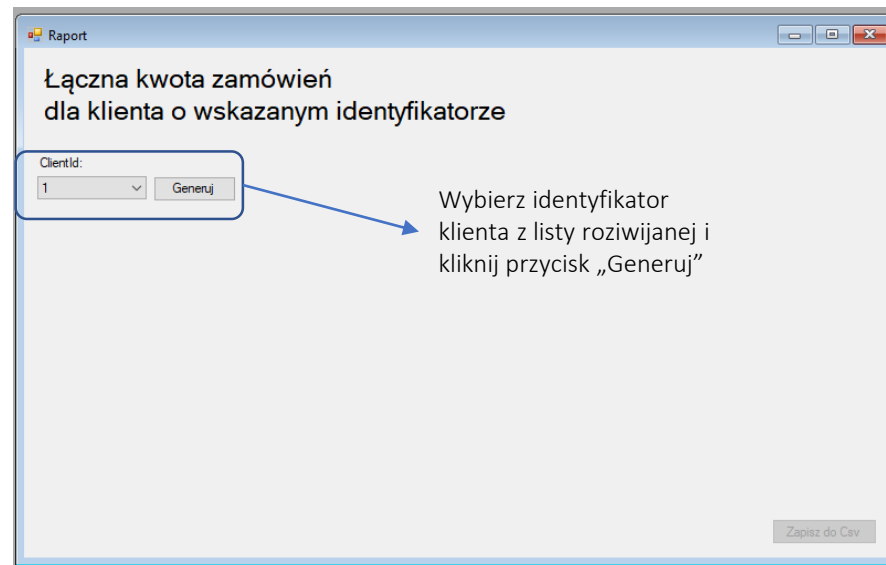 Raport
Łączna kwota zamówień
dla klienta o wskazanym identyfikatorze
ClientId:
1
Generuj
Wybierz identyfikator
klienta z listy roziwijanej i
kliknij przycisk „Generuj”
Zapisz do Csv